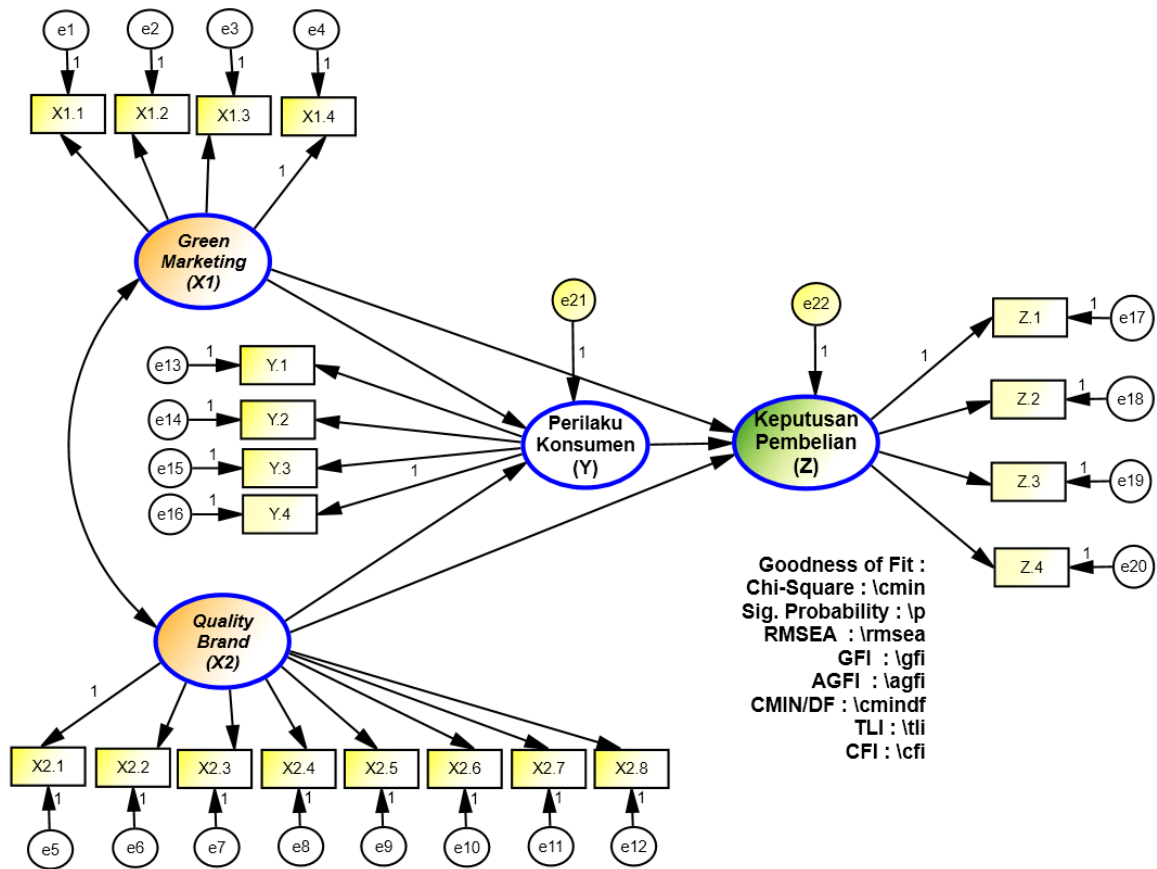 e1
e2
e3
e4
1
1
1
1
X1.1
X1.2
X1.3
X1.4
1
Green
Marketing
(X1)
e21
1
e22
1
e13
1
Y.1
e14
1
Y.2
e15
1
Y.3
e16
1
Y.4
1
Perilaku
Konsumen
(Y)
Keputusan
Pembelian
(Z)
1
Z.1
1
e17
Z.2
1
e18
Z.3
1
e19
Z.4
1
e20
Goodness of Fit :
Chi-Square : \cmin
Sig. Probability : \p
RMSEA : \rmsea
GFI : \gfi
AGFI : \agfi
CMIN/DF : \cmindf
TLI : \tli
CFI : \cfi
Quality
Brand
(X2)
1
X2.1
X2.2
X2.3
X2.4
X2.5
X2.6
X2.7
X2.8
1
1
1
1
1
1
1
1
e5
e6
e7
e8
e9
e10
e11
e12